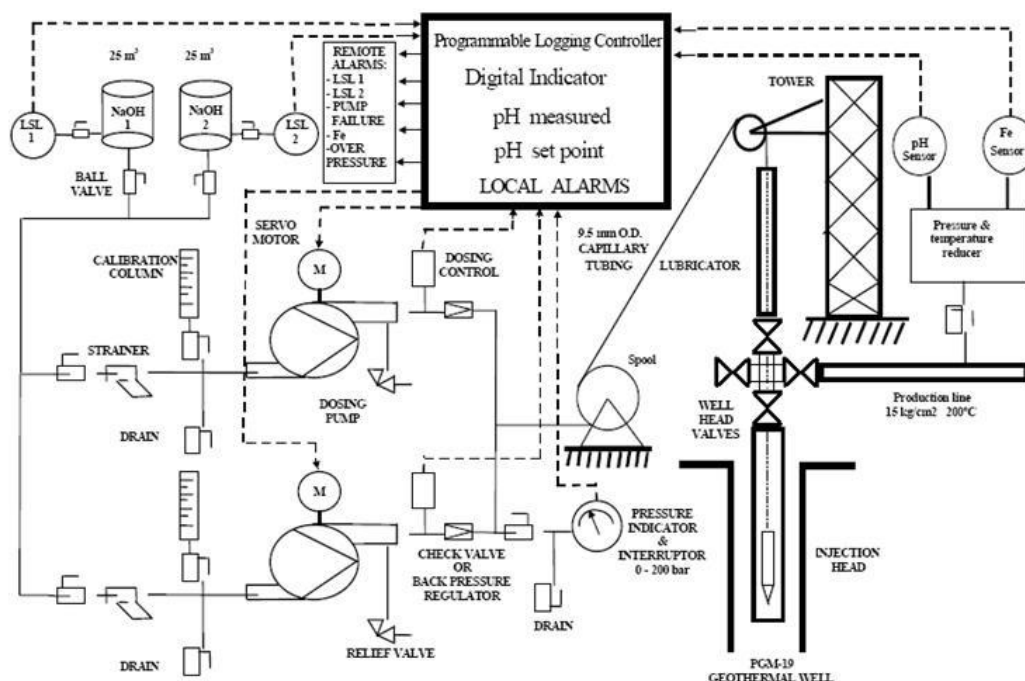 25 m²
25 m²
NaOH
1
NaOH
2
LSL
1
LSL
2
REMOTE
ALARMS:
- LSL 1
- LSL 2
- PUMP
FAILURE
- Fe
-OVER
PRESSURE
Programmable Logging Controller
Digital Indicator
pH measured
pH set point
LOCAL ALARMS
TOWER
pH
Sensor
Fe
Sensor
Pressure &
temperature
reducer
BALL
VALVE
SERVO
MOTOR
M
CALIBRATION
COLUMN
DOSING
CONTROL
9.5 mm O.D.
CAPILLARY
TUBING
LUBRICATOR
STRAINER
Spool
DOSING
PUMP
DRAIN
WELL
HEAD
VALVES
Production line
15 kg/cm2 200°C
M
CHECK VALVE
OR
BACK PRESSURE
REGULATOR
PRESSURE
INDICATOR
&
INTERRUPTOR
0 - 200 bar
INJECTION
HEAD
DRAIN
DRAIN
RELIEF VALVE
PGM-19
GEOTHERMAL WELL